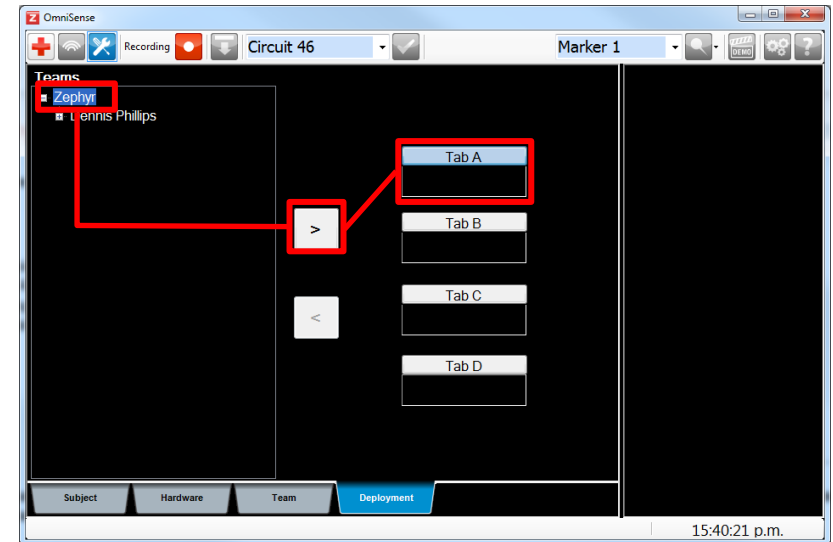 Z OmniSense
Recording Circuit 46 Marker 1 DEMO ?
Teams
Zephyr
Dennis Phillips
Tab A
>
Tab B
Tab C
<
Tab D
Subject Hardware Team Deployment
15:40:21 p.m.